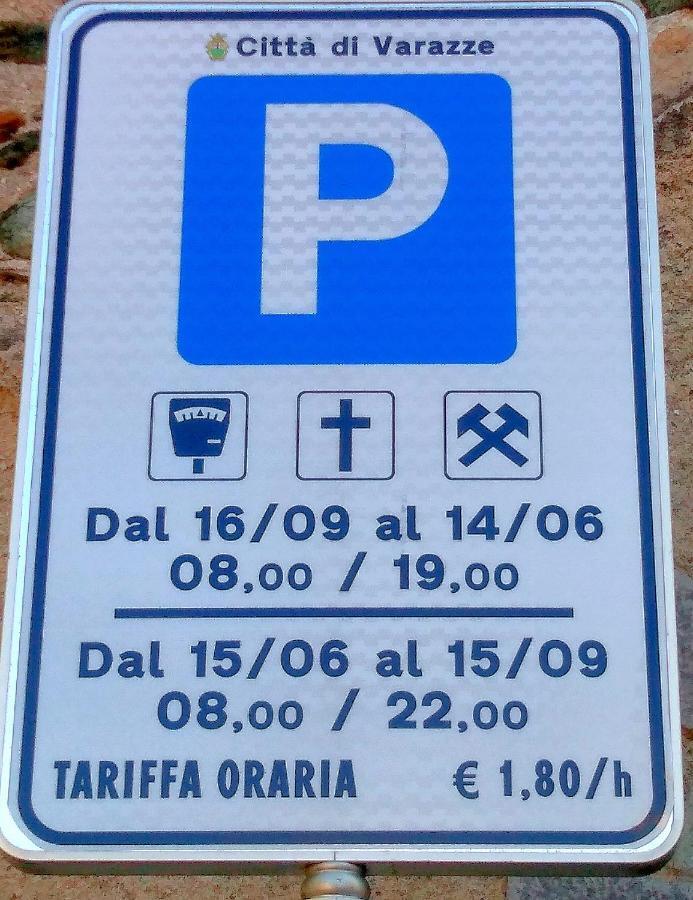 Città di Varazze
P
Dal 16/09 al 14/06
08,00 / 19,00
Dal 15/06 al 15/09
08,00 / 22,00
TARIFFA ORARIA € 1,80/h